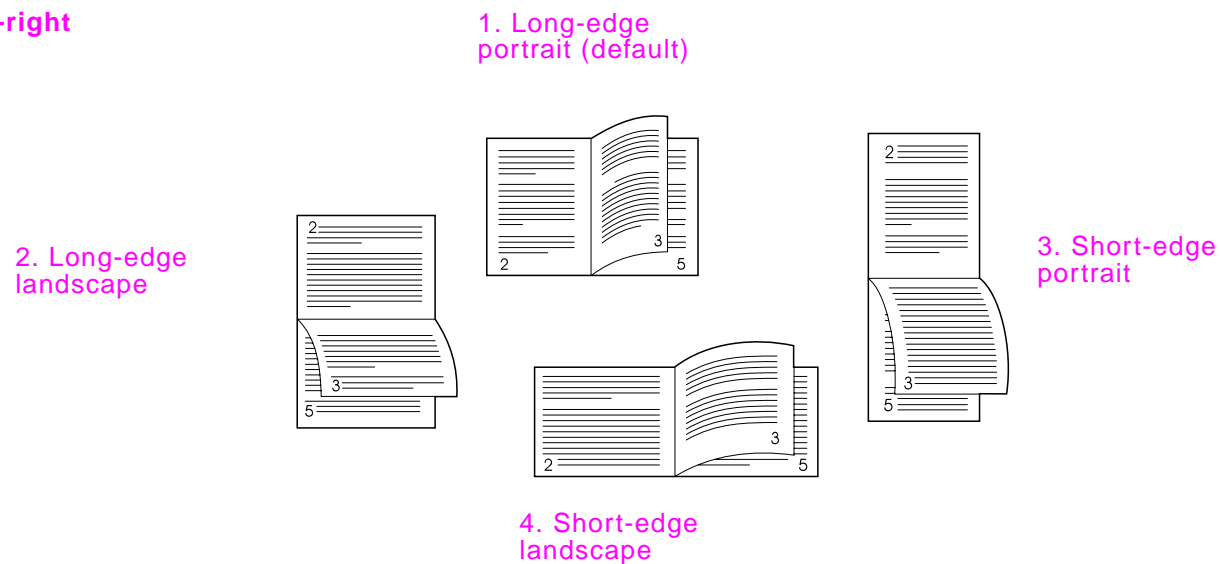 -right
1. Long-edge
portrait (default)
2
3
5
2. Long-edge
landscape
2
3
5
3. Short-edge
portrait
2
3
5
2
3
5
4. Short-edge
landscape